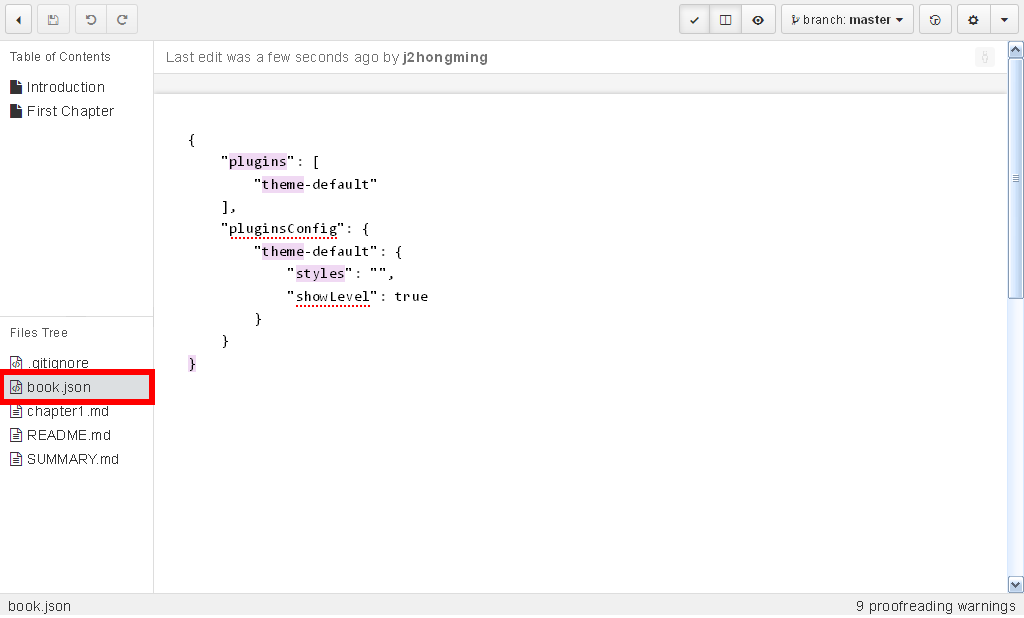 branch: master
Table of Contents
Introduction
First Chapter
Last edit was a few seconds ago by j2hongming
{
"plugins": [
"theme-default"
],
"pluginsConfig": {
"theme-default": {
"styles": "",
"showLevel": true
}
}
}
Files Tree
.gitignore
book.json
chapter1.md
README.md
SUMMARY.md
book.json
9 proofreading warnings